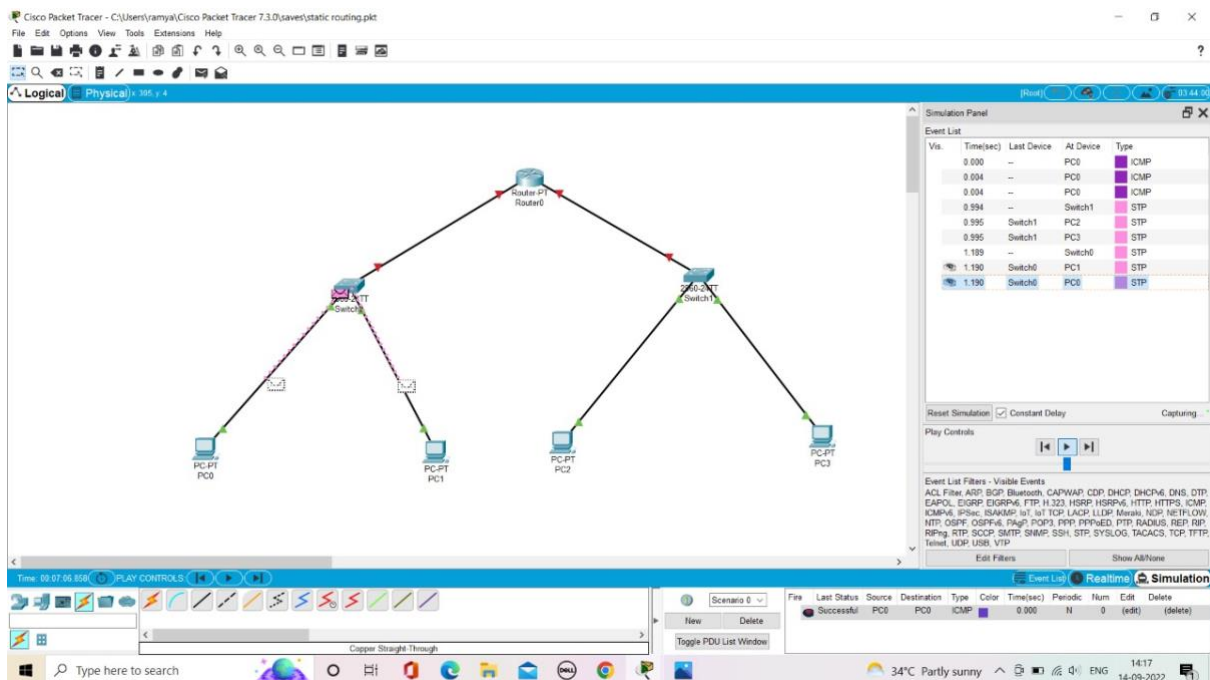 Cisco Packet Tracer - C:\Users\ramya\Cisco Packet Tracer 7.3.0\saves\static routing.pkt
File Edit Options View Tools Extensions Help
Logical Physical x: 395, y: 4 [Root] 03:44:00
Simulation Panel
Event List
Vis. Time(sec) Last Device At Device Type
0.000 -- PC0 ICMP
0.004 -- PC0 ICMP
0.004 -- PC0 ICMP
0.994 -- Switch1 STP
0.995 Switch1 PC2 STP
0.995 Switch1 PC3 STP
1.189 -- Switch0 STP
1.190 Switch0 PC1 STP
1.190 Switch0 PC0 STP
Router-PT
Router0
2960-24TT
Switch1
PC-PT
PC0
PC-PT
PC1
PC-PT
PC2
PC-PT
PC3
Reset Simulation Constant Delay Capturing...
Play Controls
Event List Filters - Visible Events
ACL Filter, ARP, BGP, Bluetooth, CAPWAP, CDP, DHCP, DHCPv6, DNS, DTP,
EAPOL, EIGRP, EIGRPv6, FTP, H.323, HSRP, HSRPv6, HTTP, HTTPS, ICMP,
ICMPv6, IPSec, ISAKMP, IoT, IoT TCP, LACP, LLDP, Meraki, NDP, NETFLOW,
NTP, OSPF, OSPFv6, PAgP, POP3, PPP, PPPoED, PTP, RADIUS, REP, RIP,
RIPng, RTP, SCCP, SMTP, SNMP, SSH, STP, SYSLOG, TACACS, TCP, TFTP,
Telnet, UDP, USB, VTP
Edit Filters Show All/None
Time: 00:07:06.858 PLAY CONTROLS: Event List Realtime Simulation
Scenario 0
New Delete
Toggle PDU List Window
Fire Last Status Source Destination Type Color Time(sec) Periodic Num Edit Delete
Successful PC0 PC0 ICMP 0.000 N 0 (edit) (delete)
Copper Straight-Through
Type here to search
34°C Partly sunny ENG 14:17
14-09-2022